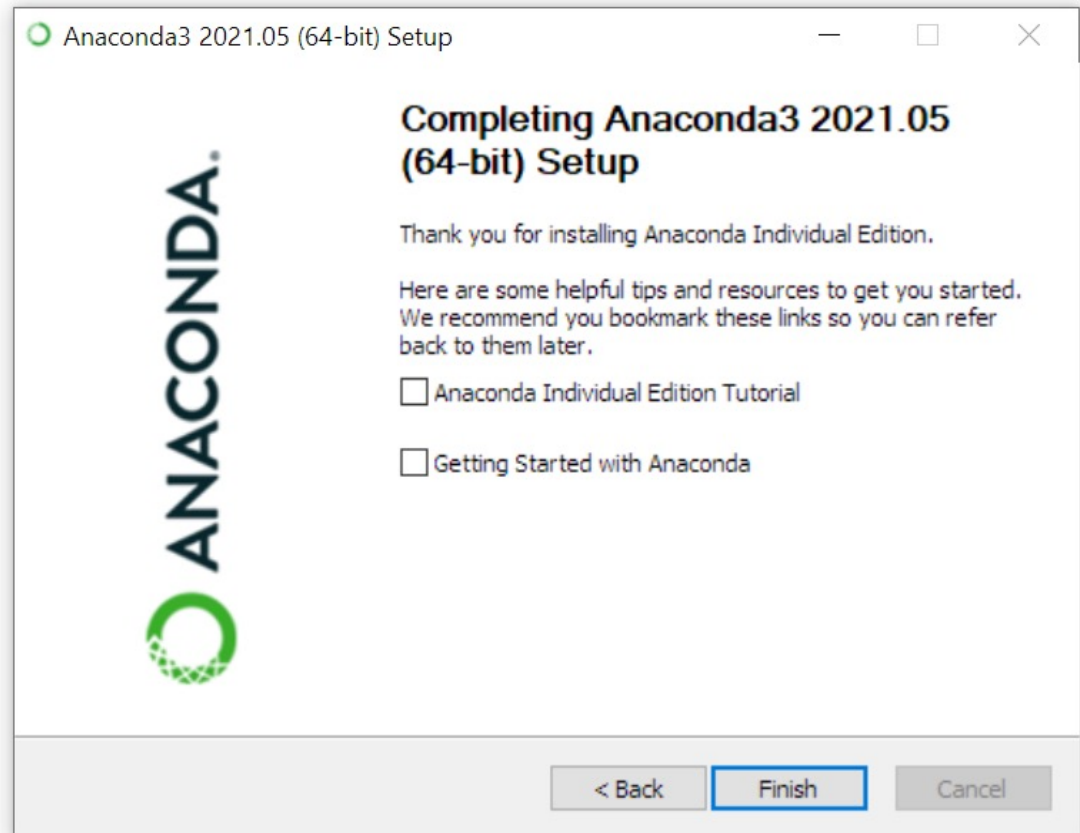 Anaconda3 2021.05 (64-bit) Setup
Completing Anaconda3 2021.05
(64-bit) Setup
ANACONDA.
Thank you for installing Anaconda Individual Edition.
Here are some helpful tips and resources to get you started.
We recommend you bookmark these links so you can refer
back to them later.
Anaconda Individual Edition Tutorial
Getting Started with Anaconda
< Back
Finish
Cancel